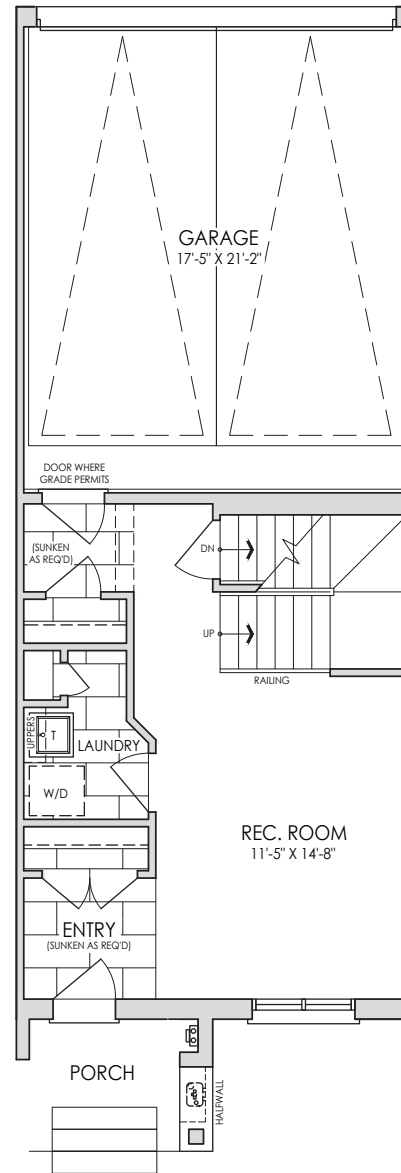 GARAGE
17'-5" X 21'-2"
DOOR WHERE
GRADE PERMITS
(SUNKEN
AS REQ'D)
DN
UP
RAILING
UPPERS
T
LAUNDRY
W/D
REC. ROOM
11'-5" X 14'-8"
ENTRY
(SUNKEN AS REQ'D)
PORCH
HALFWALL